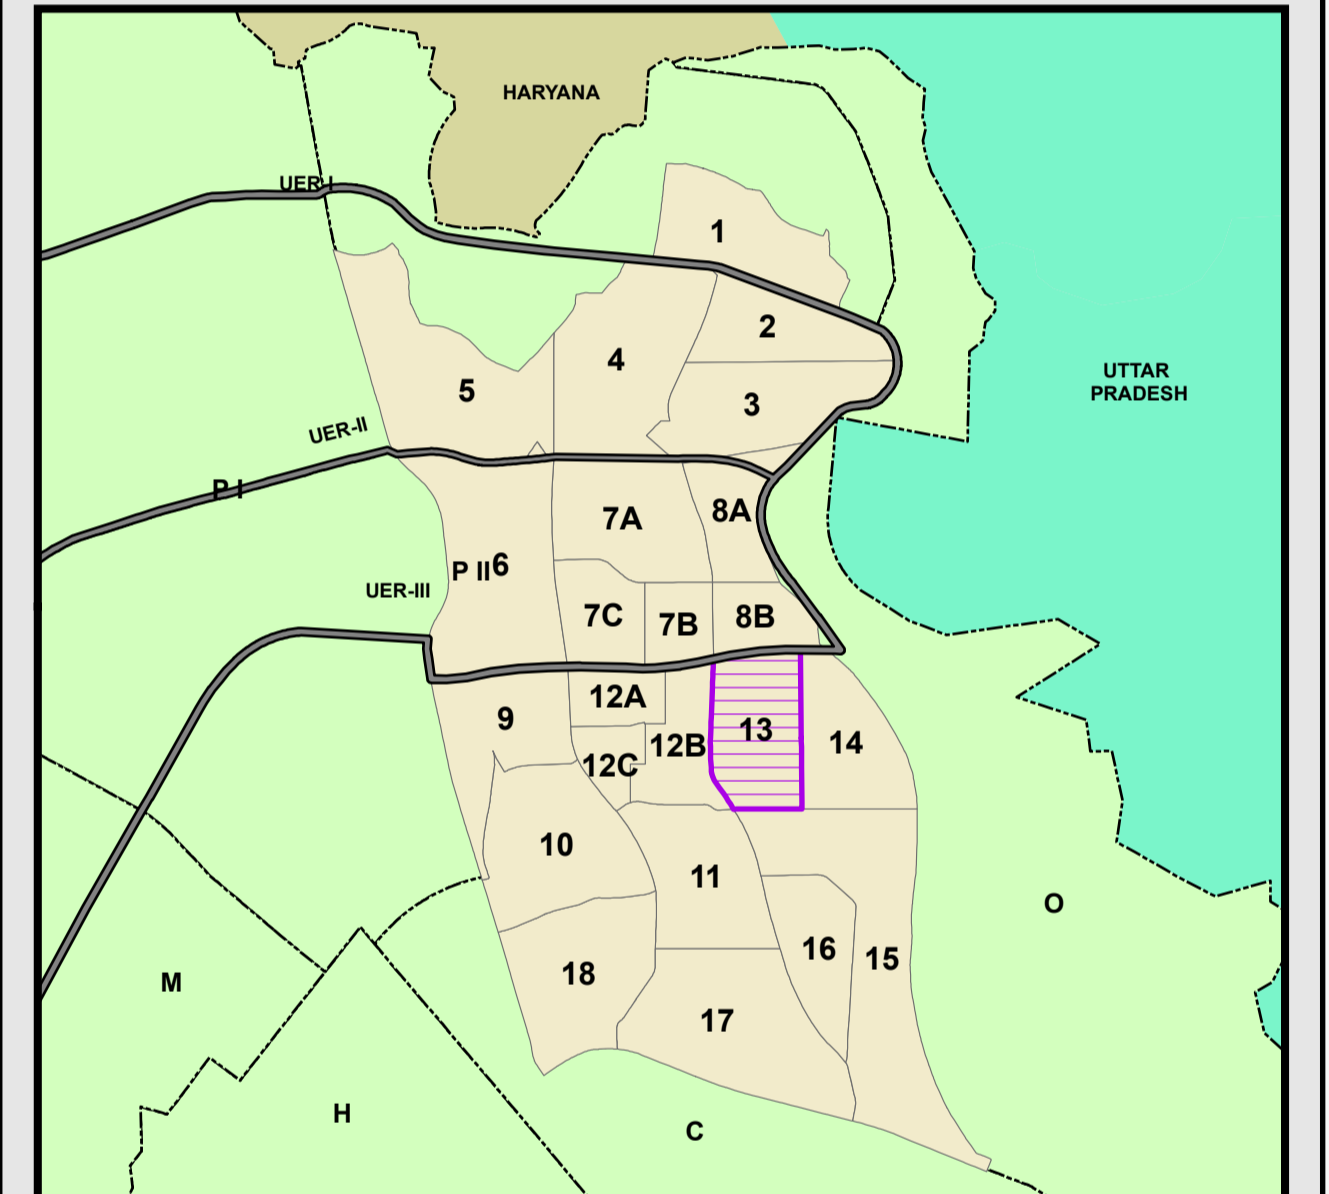 HARYANA
UER-I
1
2
UTTAR
PRADESH
4
5
3
UER-II
P I
8A
7A
P II
6
UER-III
7C
7B
8B
12A
9
13
12B
14
12C
10
11
O
16
15
18
M
17
H
C